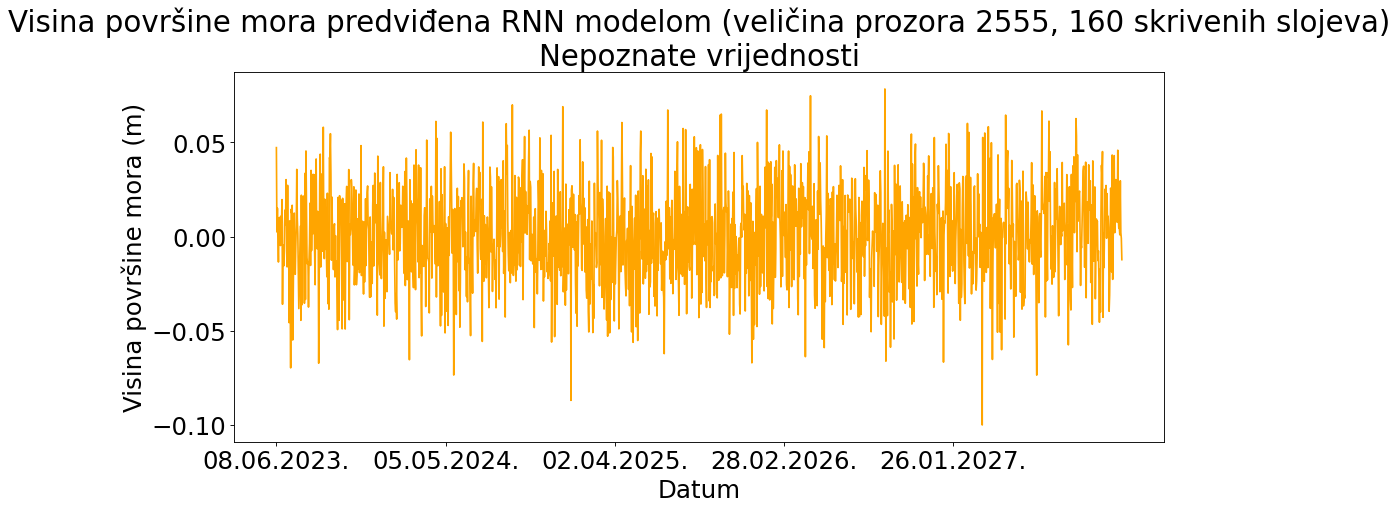 Visina površine mora predviđena RNN modelom (veličina prozora 2555, 160 skrivenih slojeva)
Nepoznate vrijednosti
Visina površine mora (m)
0.05
0.00
−0.05
−0.10
08.06.2023. 05.05.2024. 02.04.2025. 28.02.2026. 26.01.2027.
Datum